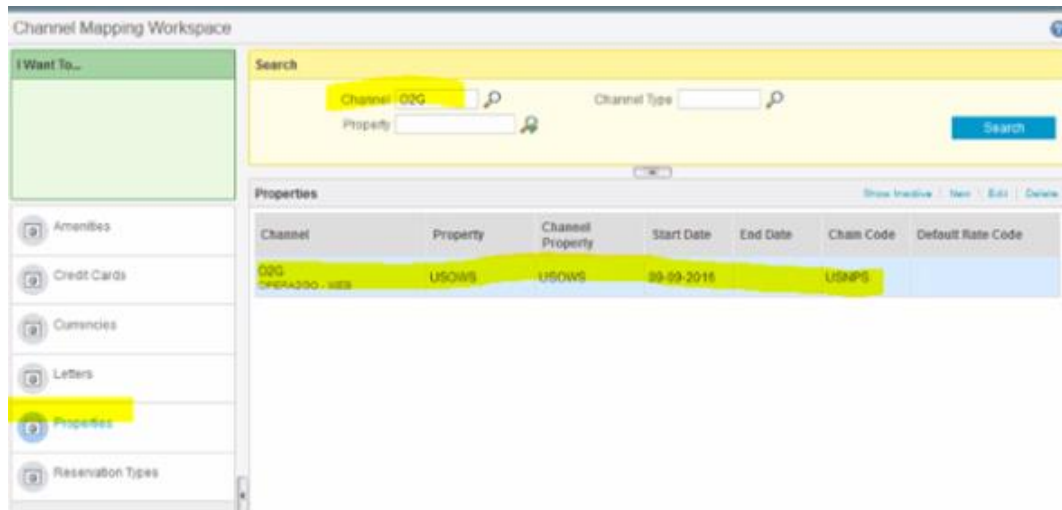 Channel Mapping Workspace
I Want To...
Search
Channel O2G
Channel Type
Property
Search
Properties
Show Inactive | New | Edit | Delete
Channel Property Channel Property Start Date End Date Chain Code Default Rate Code
O2G USOWS USOWS 09-09-2016 USNPS
OPERA2GO - WEB
Amenities
Credit Cards
Currencies
Letters
Properties
Reservation Types